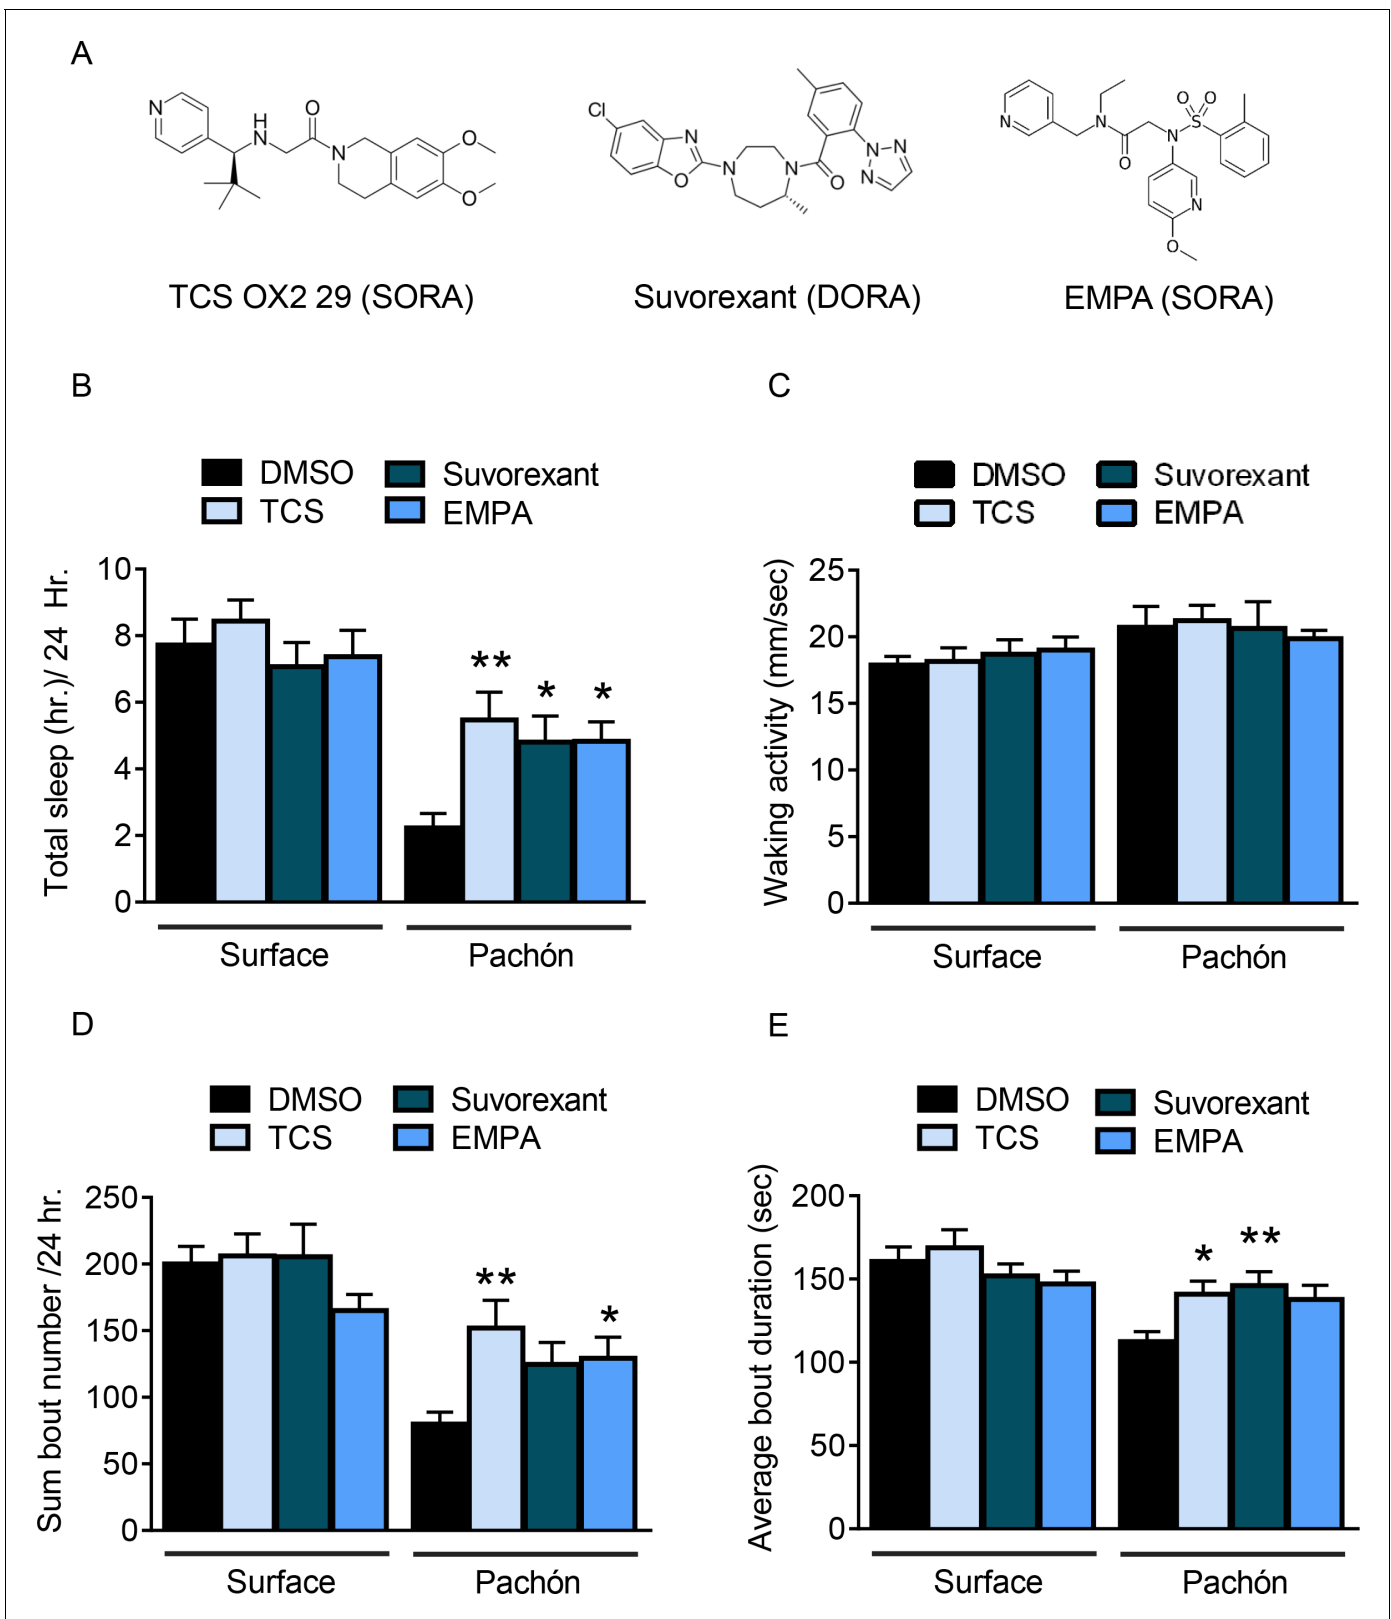 A
N
H
N
O
N
O
O
Cl
N
O
N
N
O
N
N
N
N
N
O
N
O
O
S
N
O
TCS OX2 29 (SORA)
Suvorexant (DORA)
EMPA (SORA)
B
DMSO
Suvorexant
TCS
EMPA
Total sleep (hr.)/ 24 Hr.
10
8
6
4
2
0
**
*
*
Surface
Pachón
C
DMSO
Suvorexant
TCS
EMPA
Waking activity (mm/sec)
25
20
15
10
5
0
Surface
Pachón
D
DMSO
Suvorexant
TCS
EMPA
Sum bout number /24 hr.
250
200
150
100
50
0
**
*
Surface
Pachón
E
DMSO
Suvorexant
TCS
EMPA
Average bout duration (sec)
200
150
100
50
0
*
**
Surface
Pachón